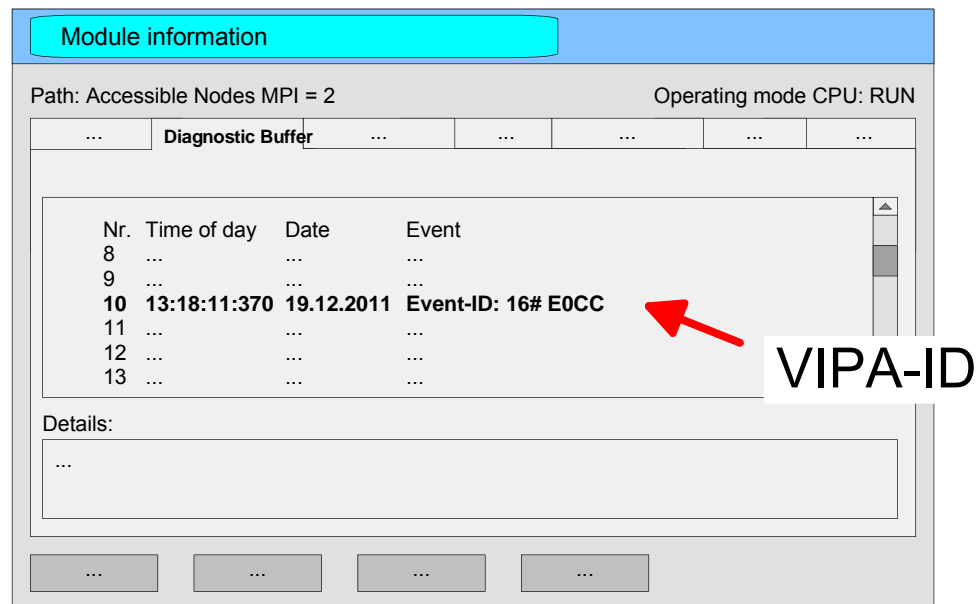 Module information
Path: Accessible Nodes MPI = 2 Operating mode CPU: RUN
... Diagnostic Buffer ... ... ... ... ...
Nr. Time of day Date Event
8 ... ... ...
9 ... ... ...
10 13:18:11:370 19.12.2011 Event-ID: 16# E0CC
11 ... ... ...
12 ... ... ...
13 ... ... ...
VIPA-ID
Details:
...
... ... ... ...